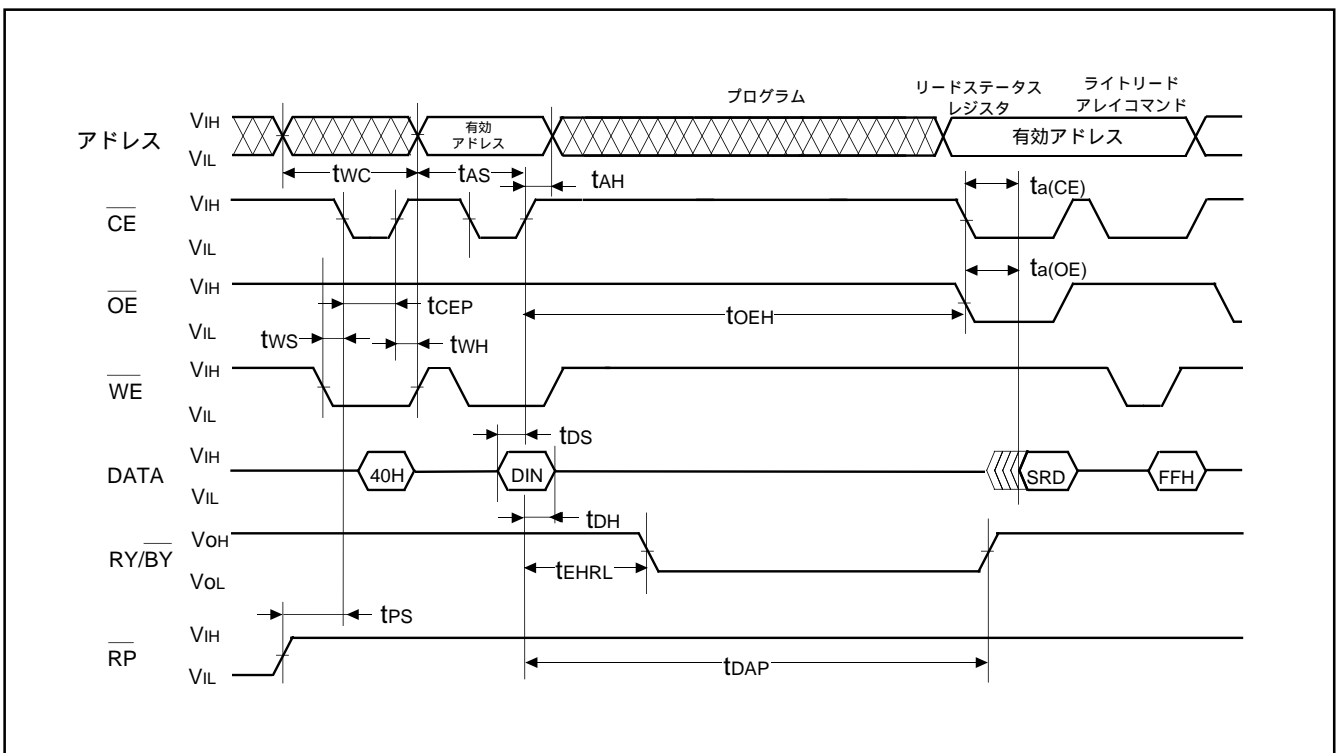 プログラム
リードステータス
レジスタ
ライトリード
アレイコマンド
アドレス
VIH
VIL
有効
アドレス
有効アドレス
tWC
tAS
tAH
ta(CE)
CE
VIH
VIL
ta(OE)
OE
VIH
VIL
tCEP
tOEH
tWS
tWH
WE
VIH
VIL
tDS
DATA
VIH
VIL
40H
DIN
SRD
FFH
tDH
RY/BY
VOH
VOL
tEHRL
tPS
RP
VIH
VIL
tDAP